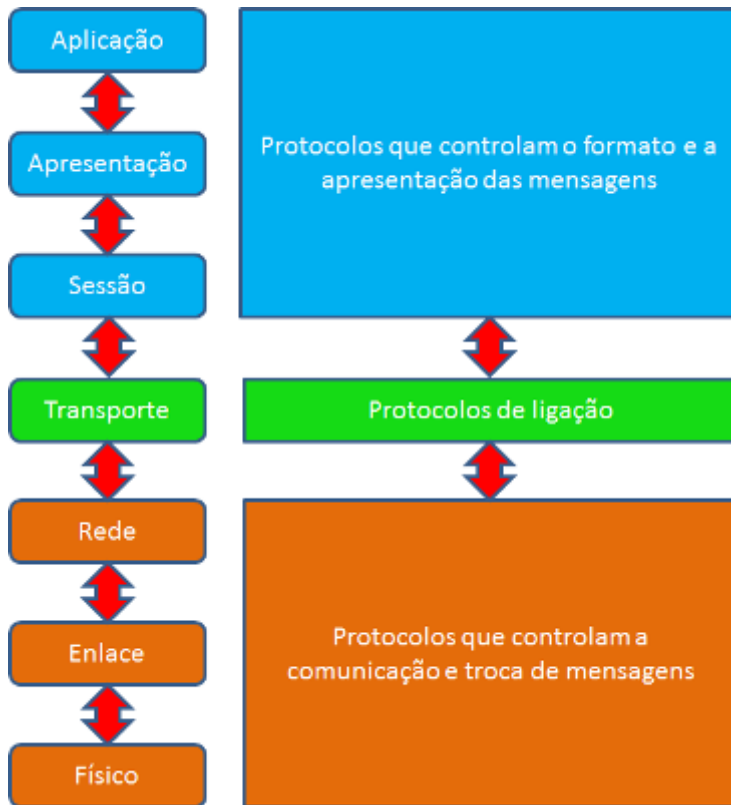 Aplicação
Apresentação
Sessão
Transporte
Rede
Enlace
Físico
Protocolos que controlam o formato e a
apresentação das mensagens
Protocolos de ligação
Protocolos que controlam a
comunicação e troca de mensagens